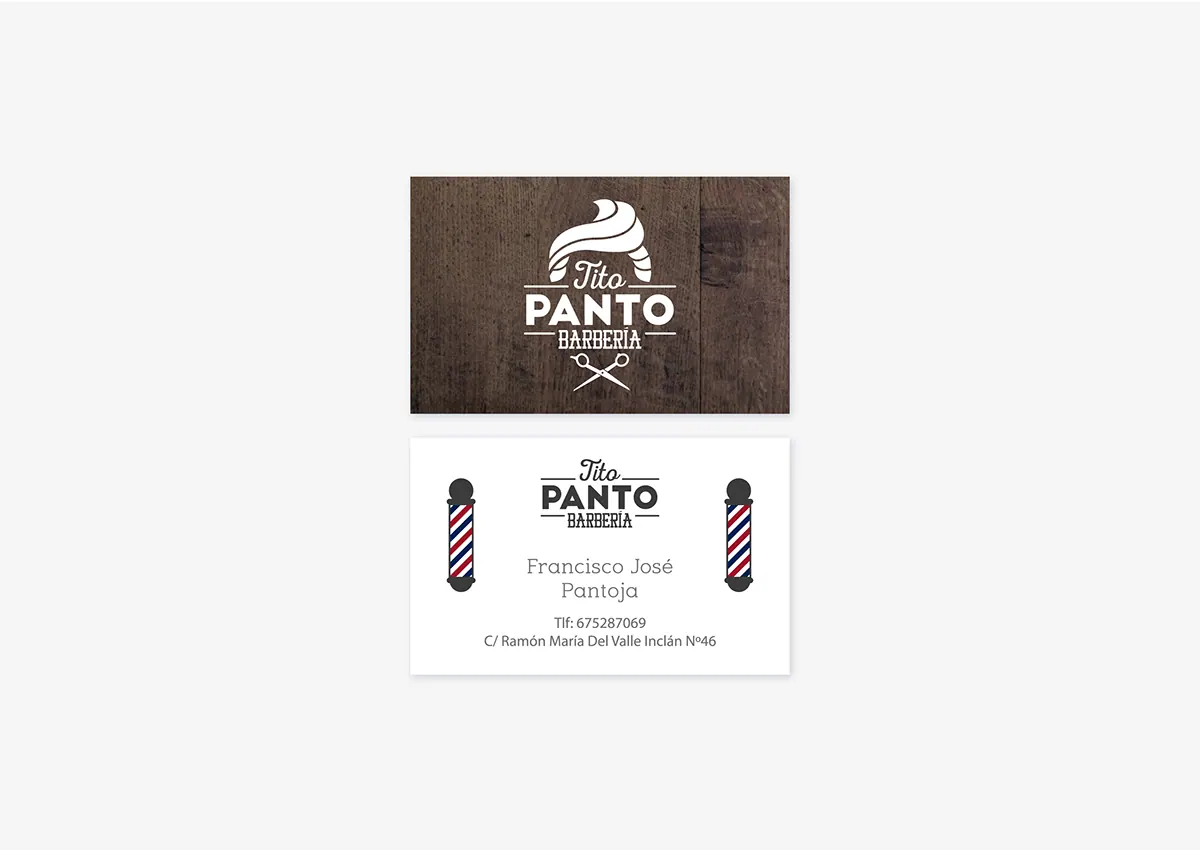 Tito
PANTO
BARBERÍA
Tito
PANTO
BARBERÍA
Francisco José
Pantoja
Tlf: 675287069
C/ Ramón María Del Valle Inclán Nº46